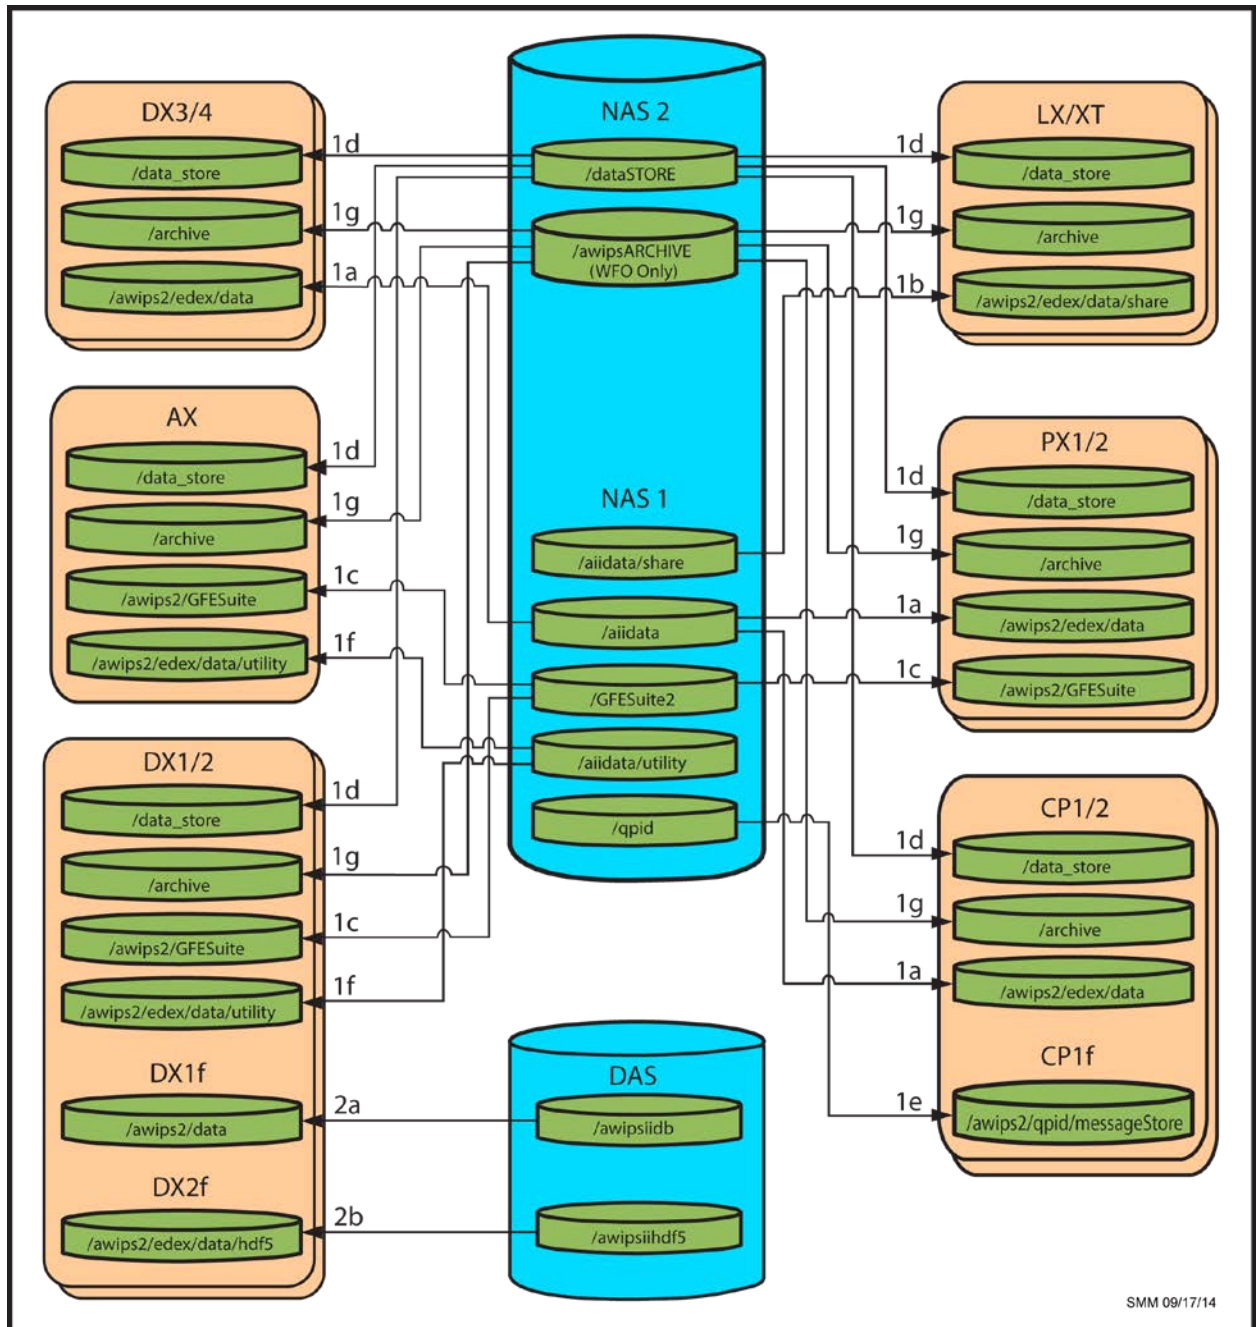 DX3/4
/data_store
/archive
/awips2/edex/data
1d
1g
1a
AX
/data_store
/archive
/awips2/GFESuite
/awips2/edex/data/utility
1d
1g
1c
1f
DX1/2
/data_store
/archive
/awips2/GFESuite
/awips2/edex/data/utility
1d
1g
1c
1f
DX1f
/awips2/data
2a
DX2f
/awips2/edex/data/hdf5
2b
NAS 2
/dataSTORE
/awipsARCHIVE
(WFO Only)
NAS 1
/aiidata/share
/aiidata
/GFESuite2
/aiidata/utility
/qpid
DAS
/awipsiidb
/awipsiihdf5
1d
1g
1b
LX/XT
/data_store
/archive
/awips2/edex/data/share
1d
1g
1a
1c
PX1/2
/data_store
/archive
/awips2/edex/data
/awips2/GFESuite
1d
1g
1a
CP1/2
/data_store
/archive
/awips2/edex/data
1e
CP1f
/awips2/qpid/messageStore
SMM 09/17/14